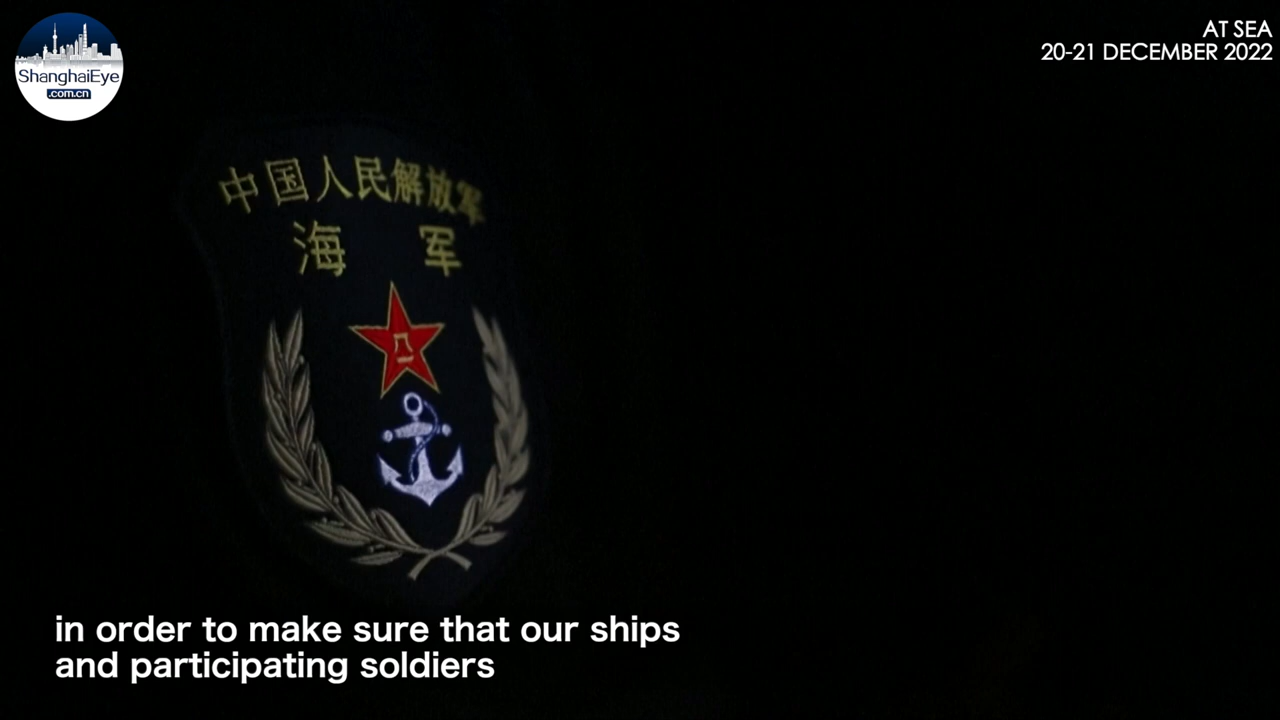 ShanghaiEye
.com.cn
AT SEA
20-21 DECEMBER 2022
中国人民解放军
海 军
八一
in order to make sure that our ships
and participating soldiers